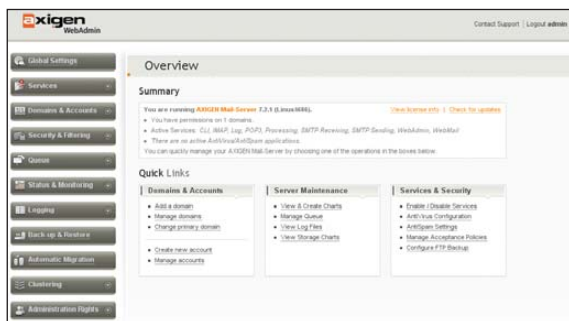 axigen
WebAdmin
Contact Support | Logout admin
Global Settings
Services
Domains & Accounts
Security & Filtering
Queue
Status & Monitoring
Logging
Back-up & Restore
Automatic Migration
Clustering
Administration Rights
Overview
Summary
You are running AXIGEN Mail-Server 7.2.1 (Linux/i686).
View license info | Check for updates
• You have permissions on 1 domains.
• Active Services: CLI, IMAP, Log, POP3, Processing, SMTP Receiving, SMTP Sending, WebAdmin, WebMail
• There are no active AntiVirus/AntiSpam applications.
You can quickly manage your AXIGEN Mail-Server by choosing one of the operations in the boxes below.
Quick Links
Domains & Accounts
• Add a domain
• Manage domains
• Change primary domain
• Create new account
• Manage accounts
Server Maintenance
• View & Create Charts
• Manage Queue
• View Log Files
• View Storage Charts
Services & Security
• Enable / Disable Services
• AntiVirus Configuration
• AntiSpam Settings
• Manage Acceptance Policies
• Configure FTP Backup